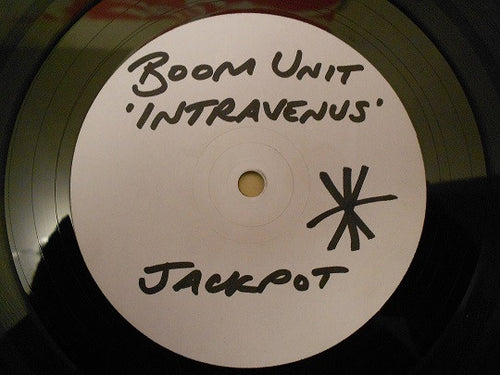 BOOM UNIT
'INTRAVENUS'
JACKPOT